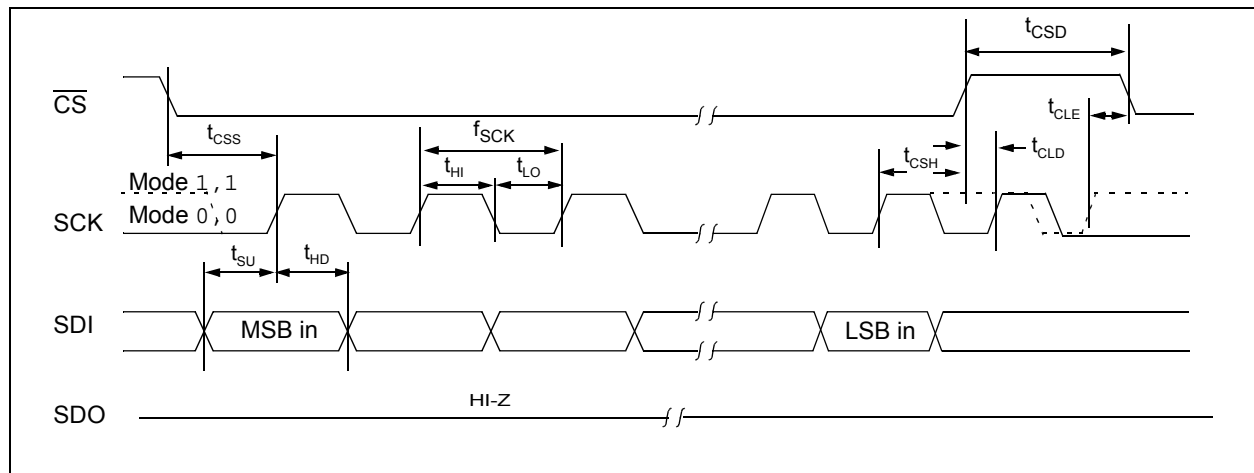 tCSD
CS
tCLE
tCSS
fSCK
tHI
tLO
tCSH
tCLD
Mode 1,1
Mode 0,0
SCK
tSU
tHD
SDI
MSB in
LSB in
SDO
HI-Z